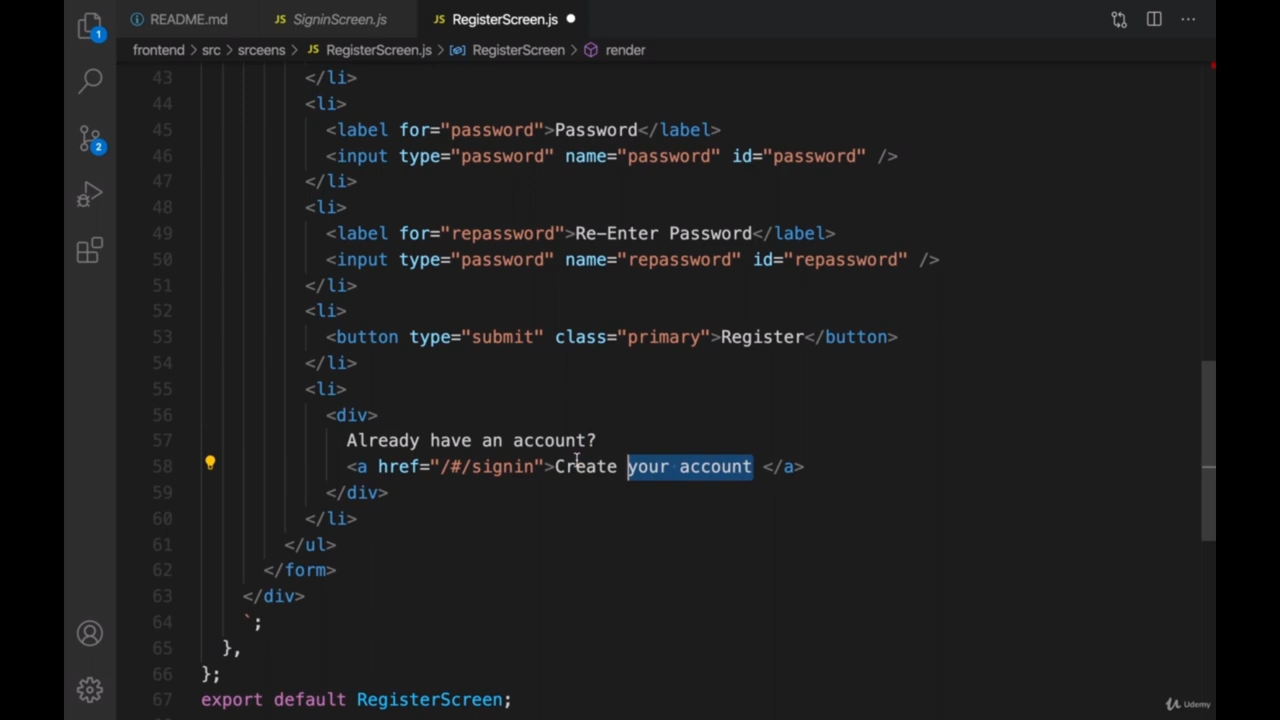 README.md SigninScreen.js RegisterScreen.js
frontend > src > srceens > JS RegisterScreen.js > RegisterScreen > render
43 </li>
44 <li>
45 <label for="password">Password</label>
46 <input type="password" name="password" id="password" />
47 </li>
48 <li>
49 <label for="repassword">Re-Enter Password</label>
50 <input type="password" name="repassword" id="repassword" />
51 </li>
52 <li>
53 <button type="submit" class="primary">Register</button>
54 </li>
55 <li>
56 <div>
57 Already have an account?
58 <a href="/#/signin">Create your account </a>
59 </div>
60 </li>
61 </ul>
62 </form>
63 </div>
64 `;
65 },
66 };
67 export default RegisterScreen;
1
2
Udemy